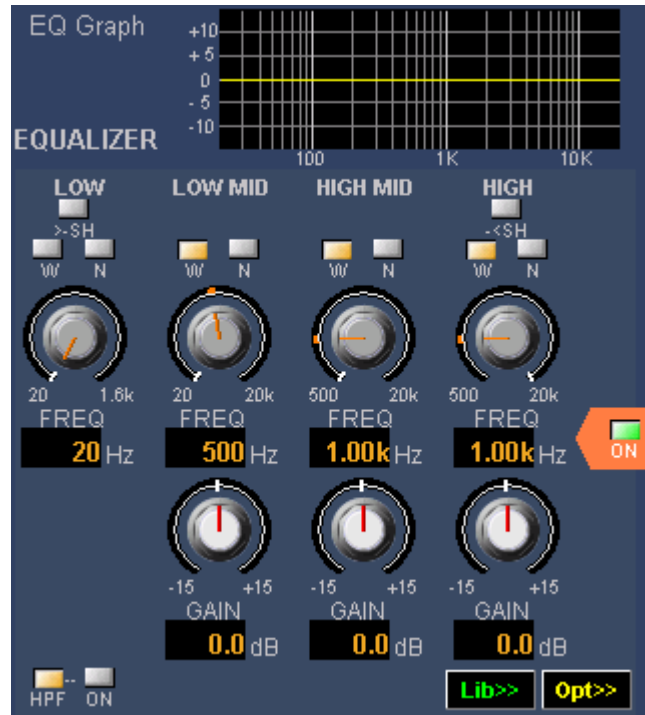 EQ Graph
+10
+ 5
0
- 5
-10
EQUALIZER
100 1K 10K
LOW LOW MID HIGH MID HIGH
>-SH -<SH
W N W N W N W N
20 1.6k 20 20k 500 20k 500 20k
FREQ FREQ FREQ FREQ
20 Hz 500 Hz 1.00k Hz 1.00k Hz
ON
-15 +15 -15 +15 -15 +15
GAIN GAIN GAIN
0.0 dB 0.0 dB 0.0 dB
HPF -- ON
Lib>> Opt>>